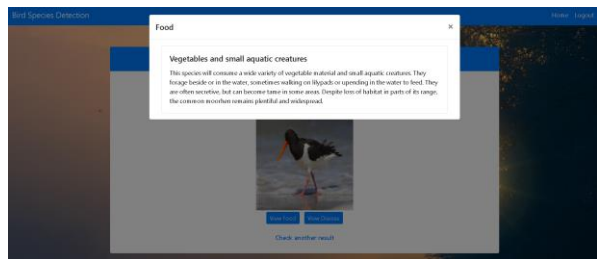 Bird Species Detection
Home Logout
Food ×
Vegetables and small aquatic creatures
This species will consume a wide variety of vegetable material and small aquatic creatures. They
forage beside or in the water, sometimes walking on lilypads or upending in the water to feed. They
are often secretive, but can become tame in some areas. Despite loss of habitat in parts of its range,
the common moorhen remains plentiful and widespread.
View Food View Disease
Check another result